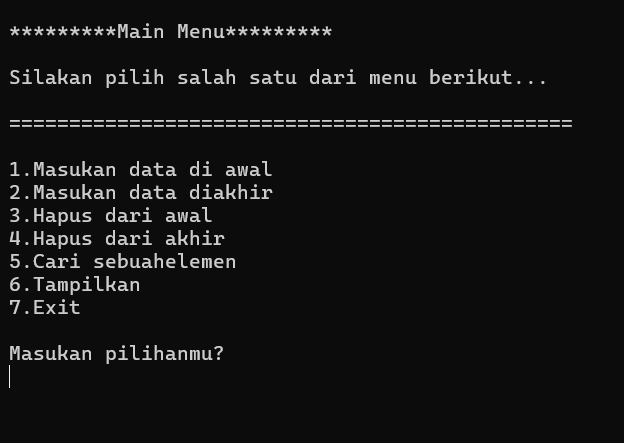 *********Main Menu*********
Silakan pilih salah satu dari menu berikut...
===============================================
1.Masukan data di awal
2.Masukan data diakhir
3.Hapus dari awal
4.Hapus dari akhir
5.Cari sebuahelemen
6.Tampilkan
7.Exit
Masukan pilihanmu?